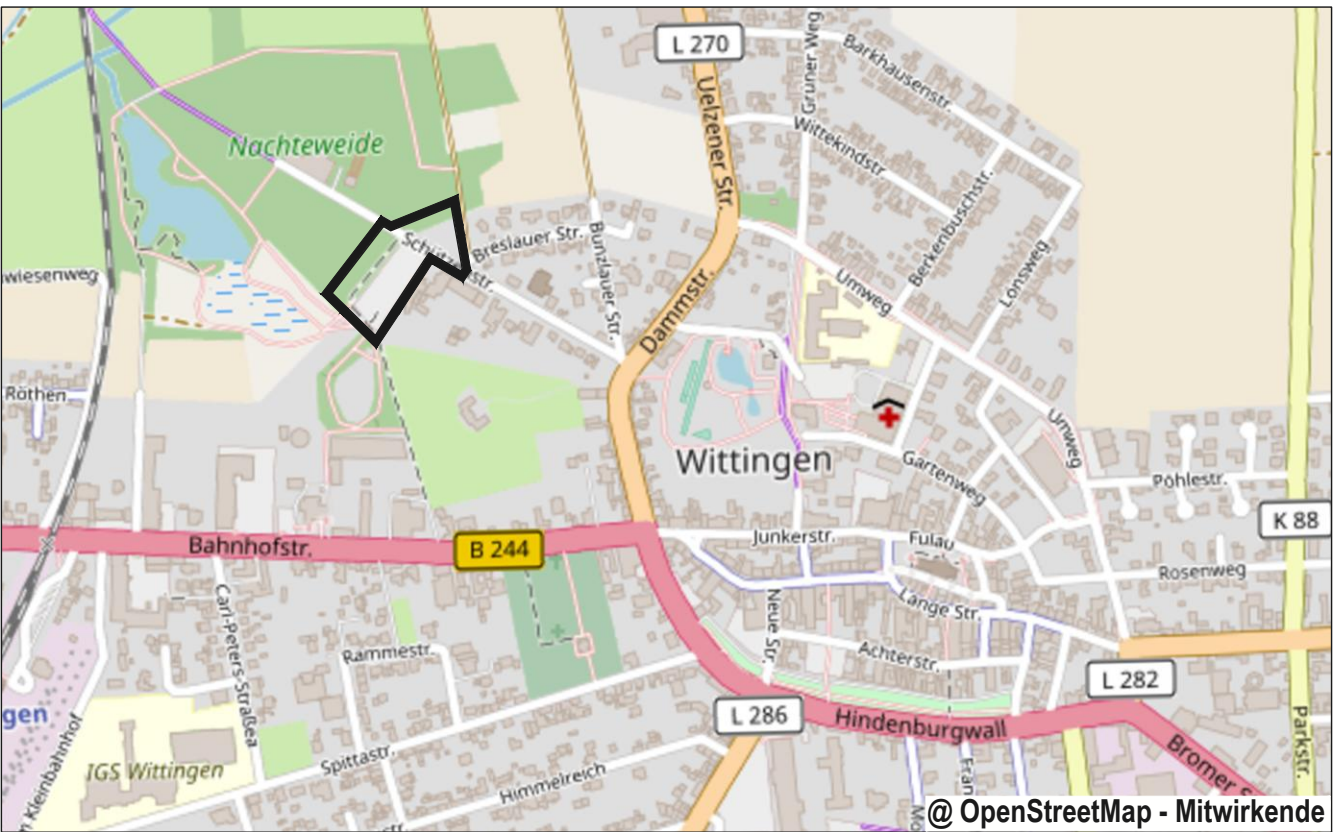 L 270
Uelzener Str.
Grüner Weg
Barkhausenstr.
Wittekindstr.
Nachteweide
Berkenbuschstr.
Lönsweg
Schützenstr.
Breslauer Str.
Bunzlauer Str.
Dammstr.
Umweg
wiesenweg
Röthen
Wittingen
Gartenweg
Umweg
Pöhlestr.
K 88
Bahnhofstr.
B 244
Junkerstr.
Fulau
Rosenweg
Carl-Peters-Straßea
Neue Str.
Lange Str.
Rammestr.
Achterstr.
L 282
L 286
Hindenburgwall
gen
Kleinbahnhof
IGS Wittingen
Spittastr.
Himmelreich
Bromer S
Parkstr.
@ OpenStreetMap - Mitwirkende